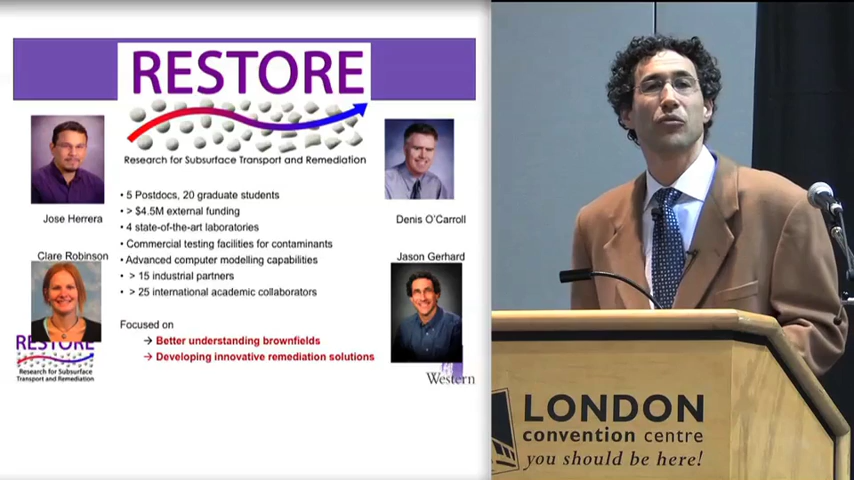 RESTORE
Research for Subsurface Transport and Remediation
Jose Herrera
Denis O'Carroll
• 5 Postdocs, 20 graduate students
• > $4.5M external funding
• 4 state-of-the-art laboratories
• Commercial testing facilities for contaminants
• Advanced computer modelling capabilities
• > 15 industrial partners
• > 25 international academic collaborators
Clare Robinson
Jason Gerhard
Focused on
→ Better understanding brownfields
→ Developing innovative remediation solutions
RESTORE
Research for Subsurface
Transport and Remediation
Western
LONDON
convention centre
you should be here!